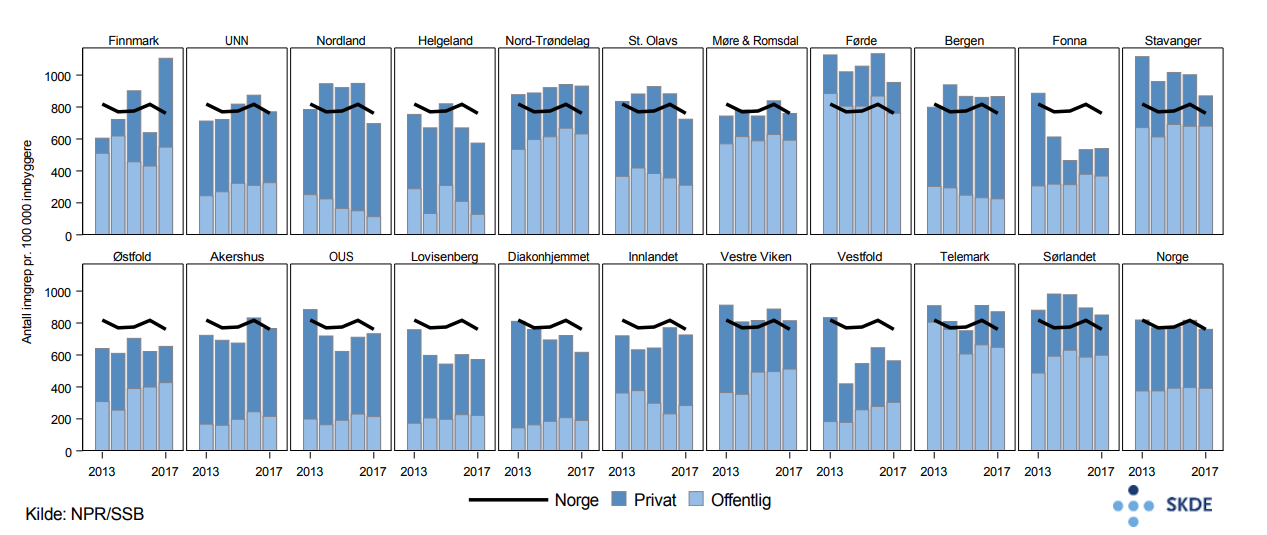 Finnmark UNN Nordland Helgeland Nord-Trøndelag St. Olavs Møre & Romsdal Førde Bergen Fonna Stavanger
1000
800
600
400
200
0
Antall inngrep pr. 100 000 innbyggere
Østfold Akershus OUS Lovisenberg Diakonhjemmet Innlandet Vestre Viken Vestfold Telemark Sørlandet Norge
1000
800
600
400
200
0
2013 2017 2013 2017 2013 2017 2013 2017 2013 2017 2013 2017 2013 2017 2013 2017 2013 2017 2013 2017 2013 2017
Norge Privat Offentlig
Kilde: NPR/SSB
SKDE